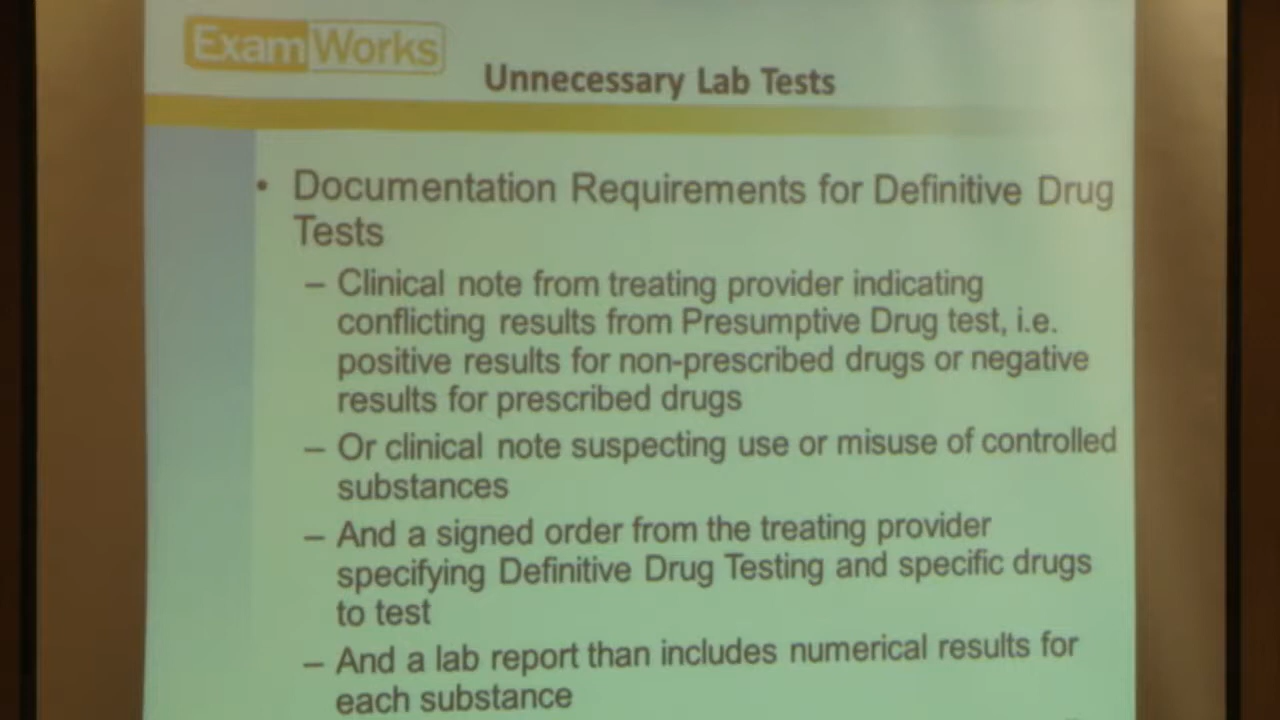 ExamWorks
Unnecessary Lab Tests
• Documentation Requirements for Definitive Drug
Tests
– Clinical note from treating provider indicating
conflicting results from Presumptive Drug test, i.e.
positive results for non-prescribed drugs or negative
results for prescribed drugs
– Or clinical note suspecting use or misuse of controlled
substances
– And a signed order from the treating provider
specifying Definitive Drug Testing and specific drugs
to test
– And a lab report than includes numerical results for
each substance